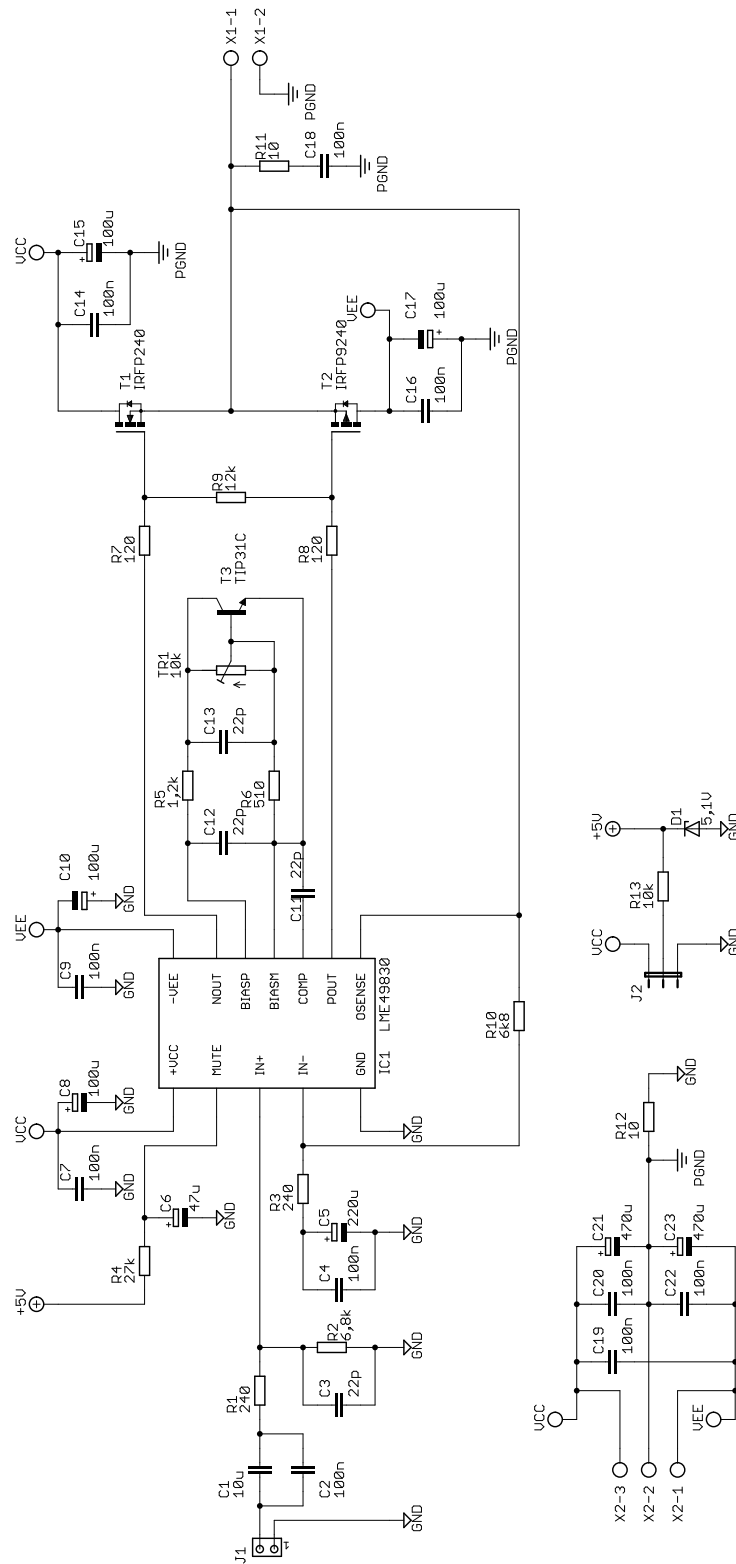 J1
1
C1
10u
C2
100n
GND
R1
240
C3
22p
R2
6,8k
GND
+5V
R4
27k
C6
47u
GND
R3
240
C4
100n
C5
220u
GND
VCC
C7
100n
C8
100u
GND
GND
GND
VEE
C9
100n
C10
100u
GND
GND
+VCC
MUTE
IN+
IN-
GND
-VEE
NOUT
BIASP
BIASM
COMP
POUT
OSENSE
IC1
LME49830
C11
22p
C12
22p
R5
1,2k
R6
510
C13
22p
TR1
10k
T3
TIP31C
R7
120
R8
120
R9
12k
R10
6k8
T1
IRFP240
T2
IRFP9240
VCC
C14
100n
C15
100u
PGND
VEE
C16
100n
C17
100u
PGND
R11
10
C18
100n
PGND
X1-1
X1-2
PGND
X2-3
X2-2
X2-1
VCC
VEE
C19
100n
C20
100n
C21
470u
C22
100n
C23
470u
R12
10
PGND
GND
J2
VCC
GND
R13
10k
+5V
D1
5,1V
GND